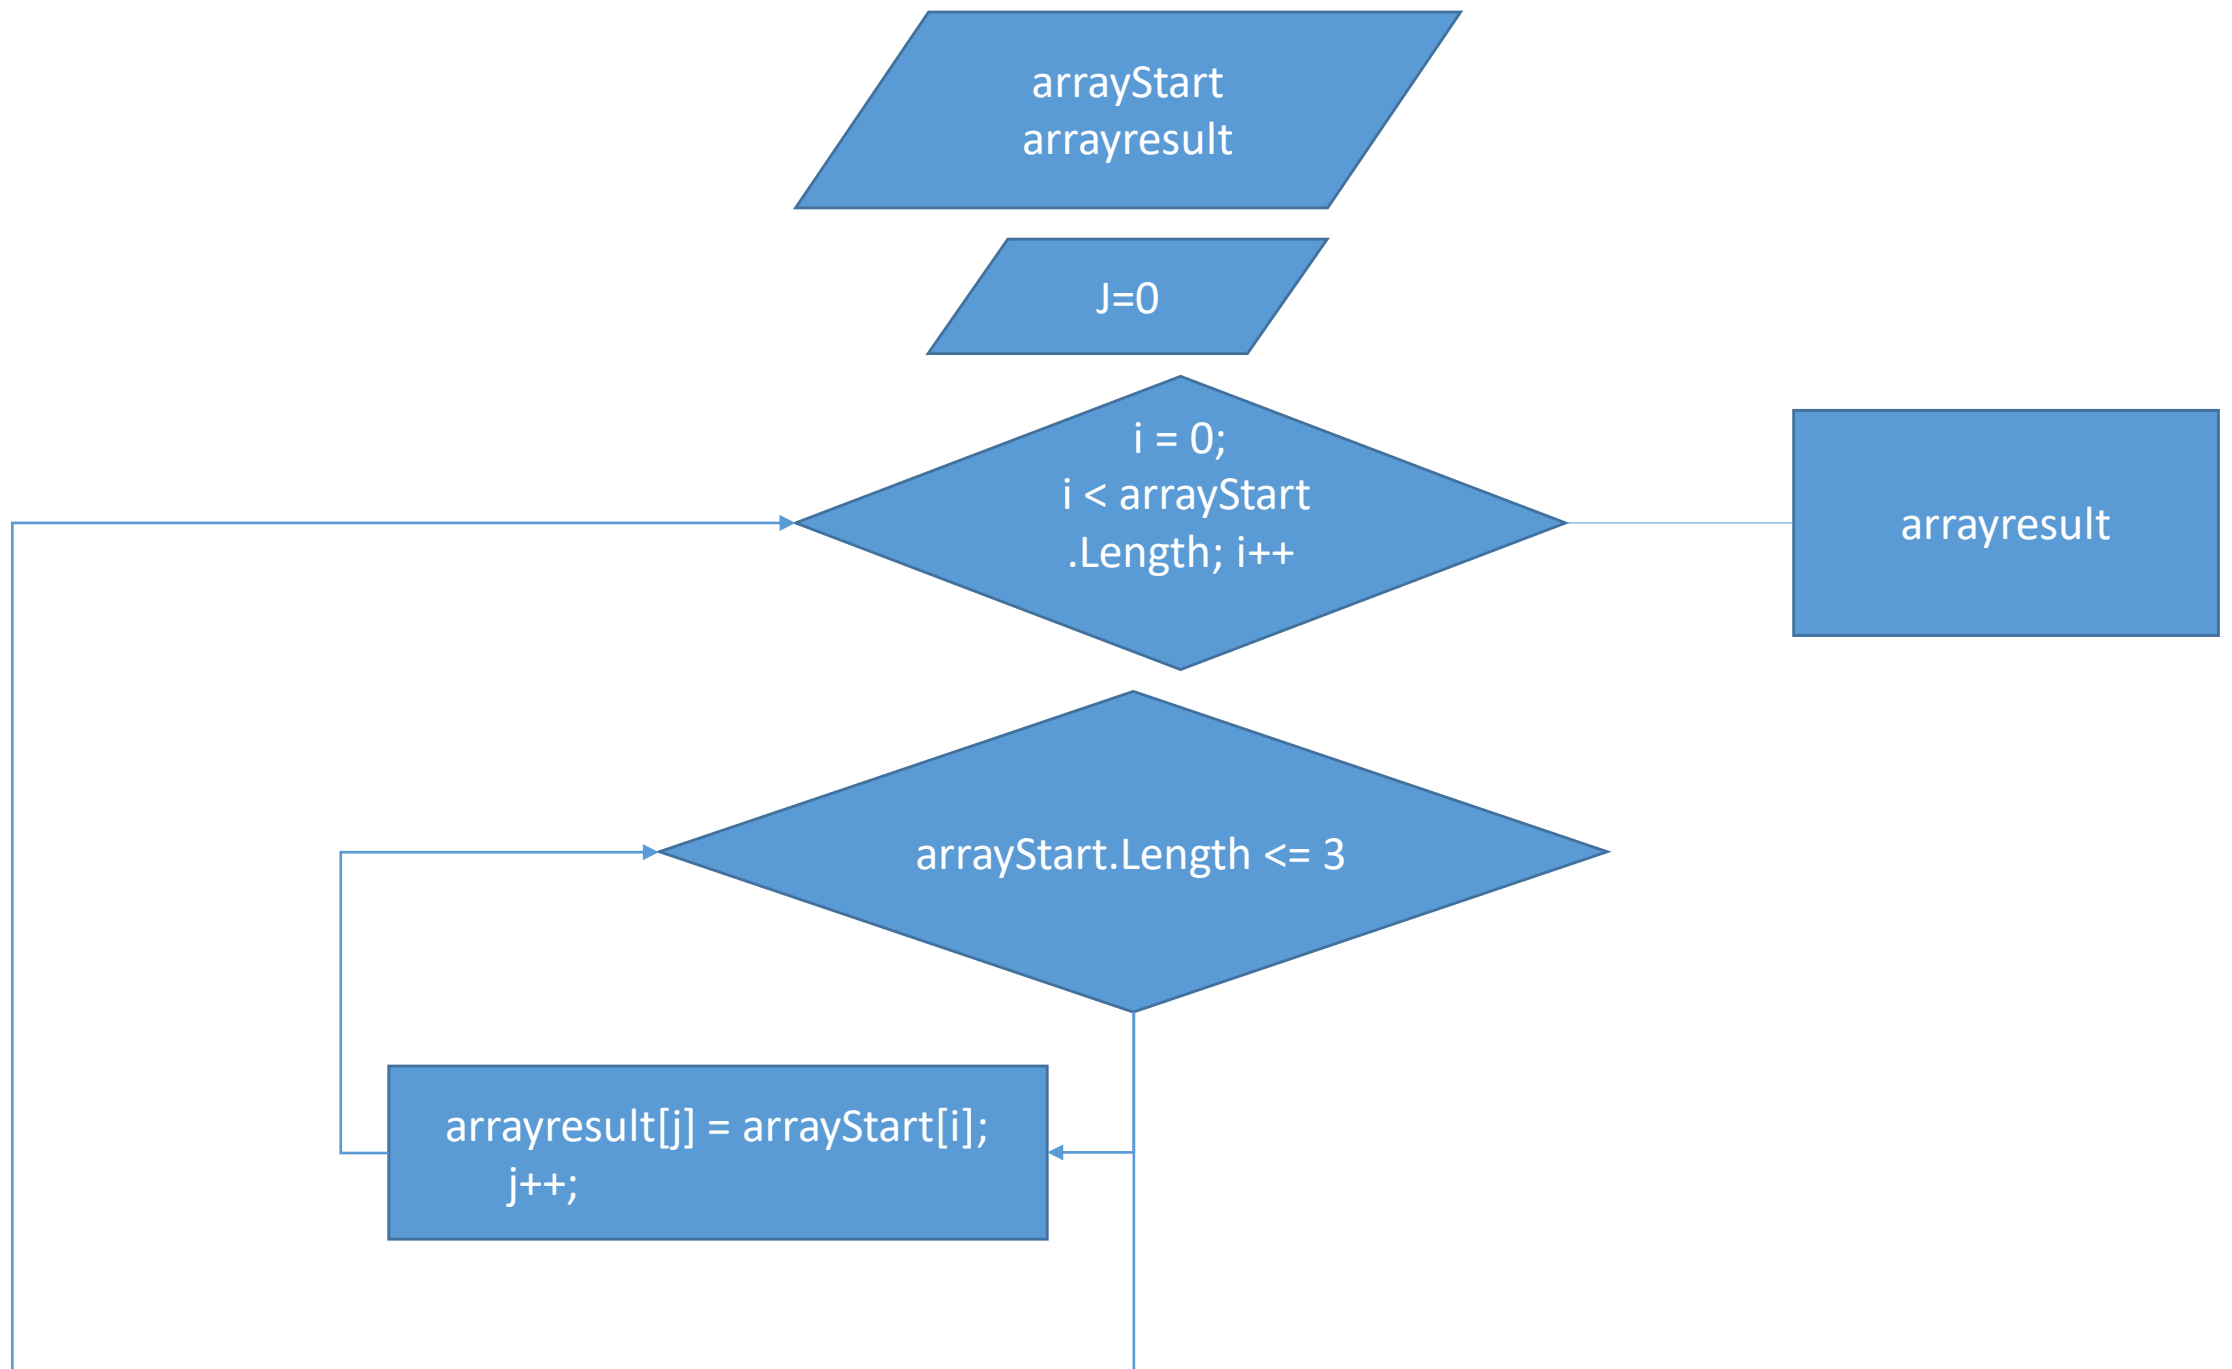 arrayStart
arrayresult
J=0
i = 0;
i < arrayStart
.Length; i++
arrayresult
arrayStart.Length <= 3
arrayresult[j] = arrayStart[i];
j++;